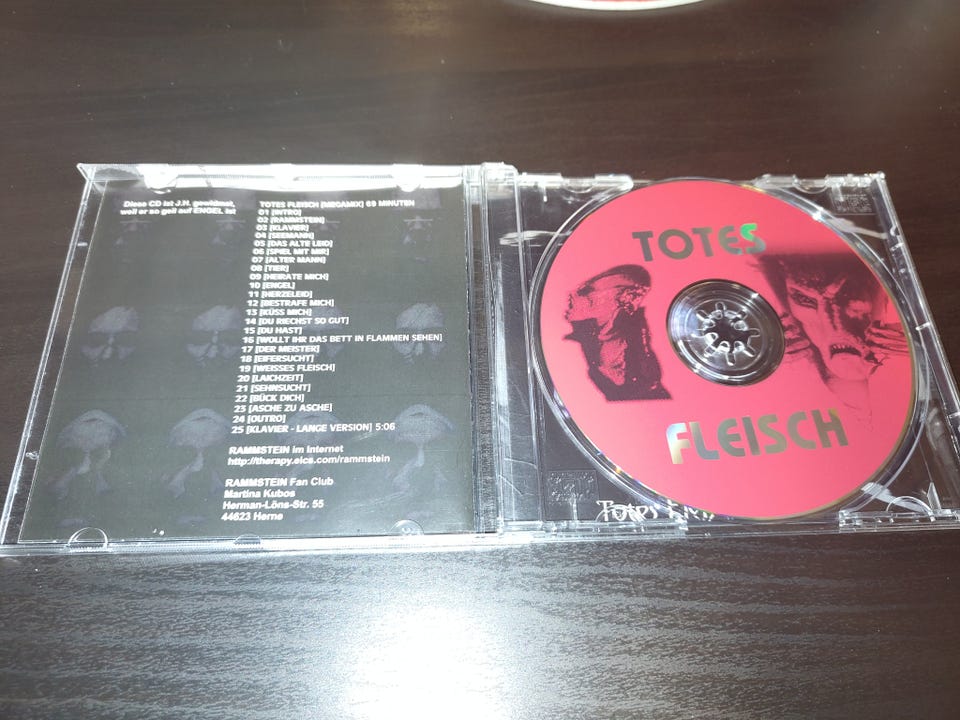 Diese CD ist J.H. gewidmet,
weil er so geil auf ENGEL ist
TOTES FLEISCH [MEGAMIX] 69 MINUTEN
01 [INTRO]
02 [RAMMSTEIN]
03 [KLAVIER]
04 [SEEMANN]
05 [DAS ALTE LEID]
06 [SPIEL MIT MIR]
07 [ALTER MANN]
08 [TIER]
09 [HEIRATE MICH]
10 [ENGEL]
11 [HERZELEID]
12 [BESTRAFE MICH]
13 [KÜSS MICH]
14 [DU RIECHST SO GUT]
15 [DU HAST]
16 [WOLLT IHR DAS BETT IN FLAMMEN SEHEN]
17 [DER MEISTER]
18 [EIFERSUCHT]
19 [WEISSES FLEISCH]
20 [LAICHZEIT]
21 [SEHNSUCHT]
22 [BÜCK DICH]
23 [ASCHE ZU ASCHE]
24 [OUTRO]
25 [KLAVIER - LANGE VERSION] 5:06
RAMMSTEIN im Internet
http://therapy.eics.com/rammstein
RAMMSTEIN Fan Club
Martina Kubos
Herman-Löns-Str. 55
44623 Herne
TOTES
FLEISCH